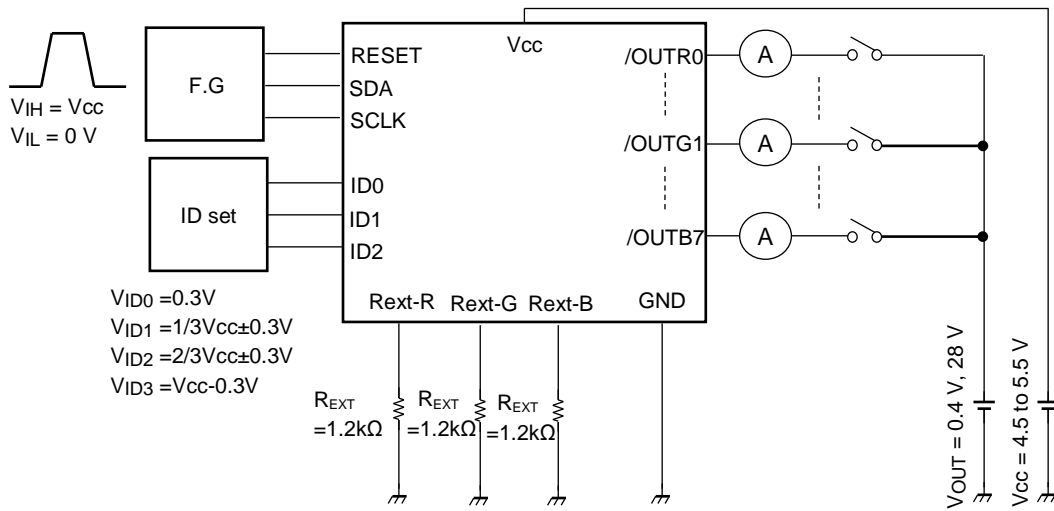 Vcc
RESET
SDA
SCLK
ID0
ID1
ID2
/OUTR0
/OUTG1
/OUTB7
A
A
A
F.G
VIH = Vcc
VIL = 0 V
ID set
VID0 =0.3V
VID1 =1/3Vcc±0.3V
VID2 =2/3Vcc±0.3V
VID3 =Vcc-0.3V
Rext-R Rext-G Rext-B GND
REXT
=1.2kΩ
REXT
=1.2kΩ
REXT
=1.2kΩ
VOUT = 0.4 V, 28 V
Vcc = 4.5 to 5.5 V